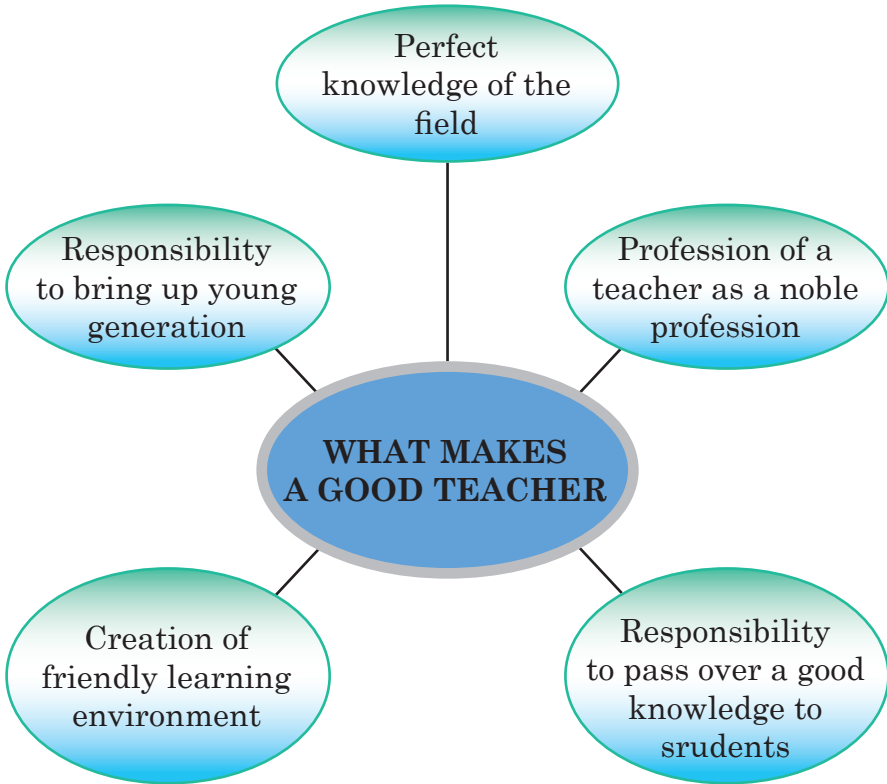 Perfect
knowledge of the
field
Responsibility
to bring up young
generation
Profession of a
teacher as a noble
profession
WHAT MAKES
A GOOD TEACHER
Creation of
friendly learning
environment
Responsibility
to pass over a good
knowledge to
srudents